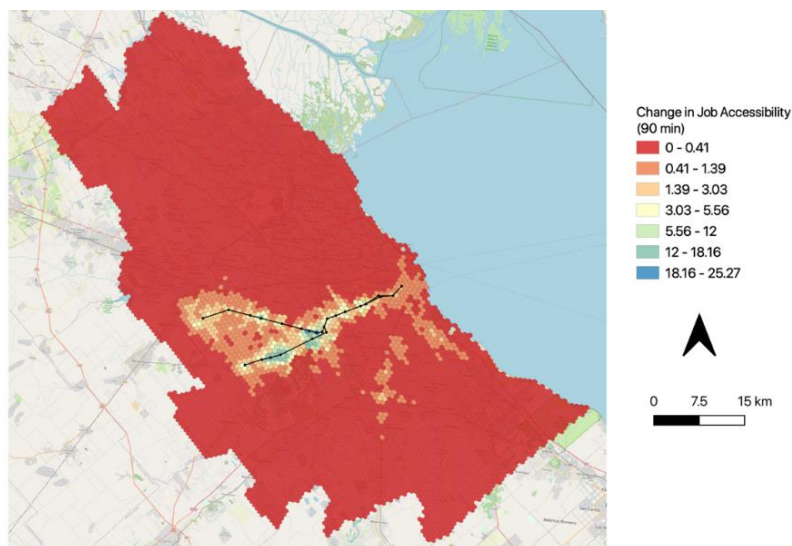 Change in Job Accessibility
(90 min)
0 - 0.41
0.41 - 1.39
1.39 - 3.03
3.03 - 5.56
5.56 - 12
12 - 18.16
18.16 - 25.27
0 7.5 15 km